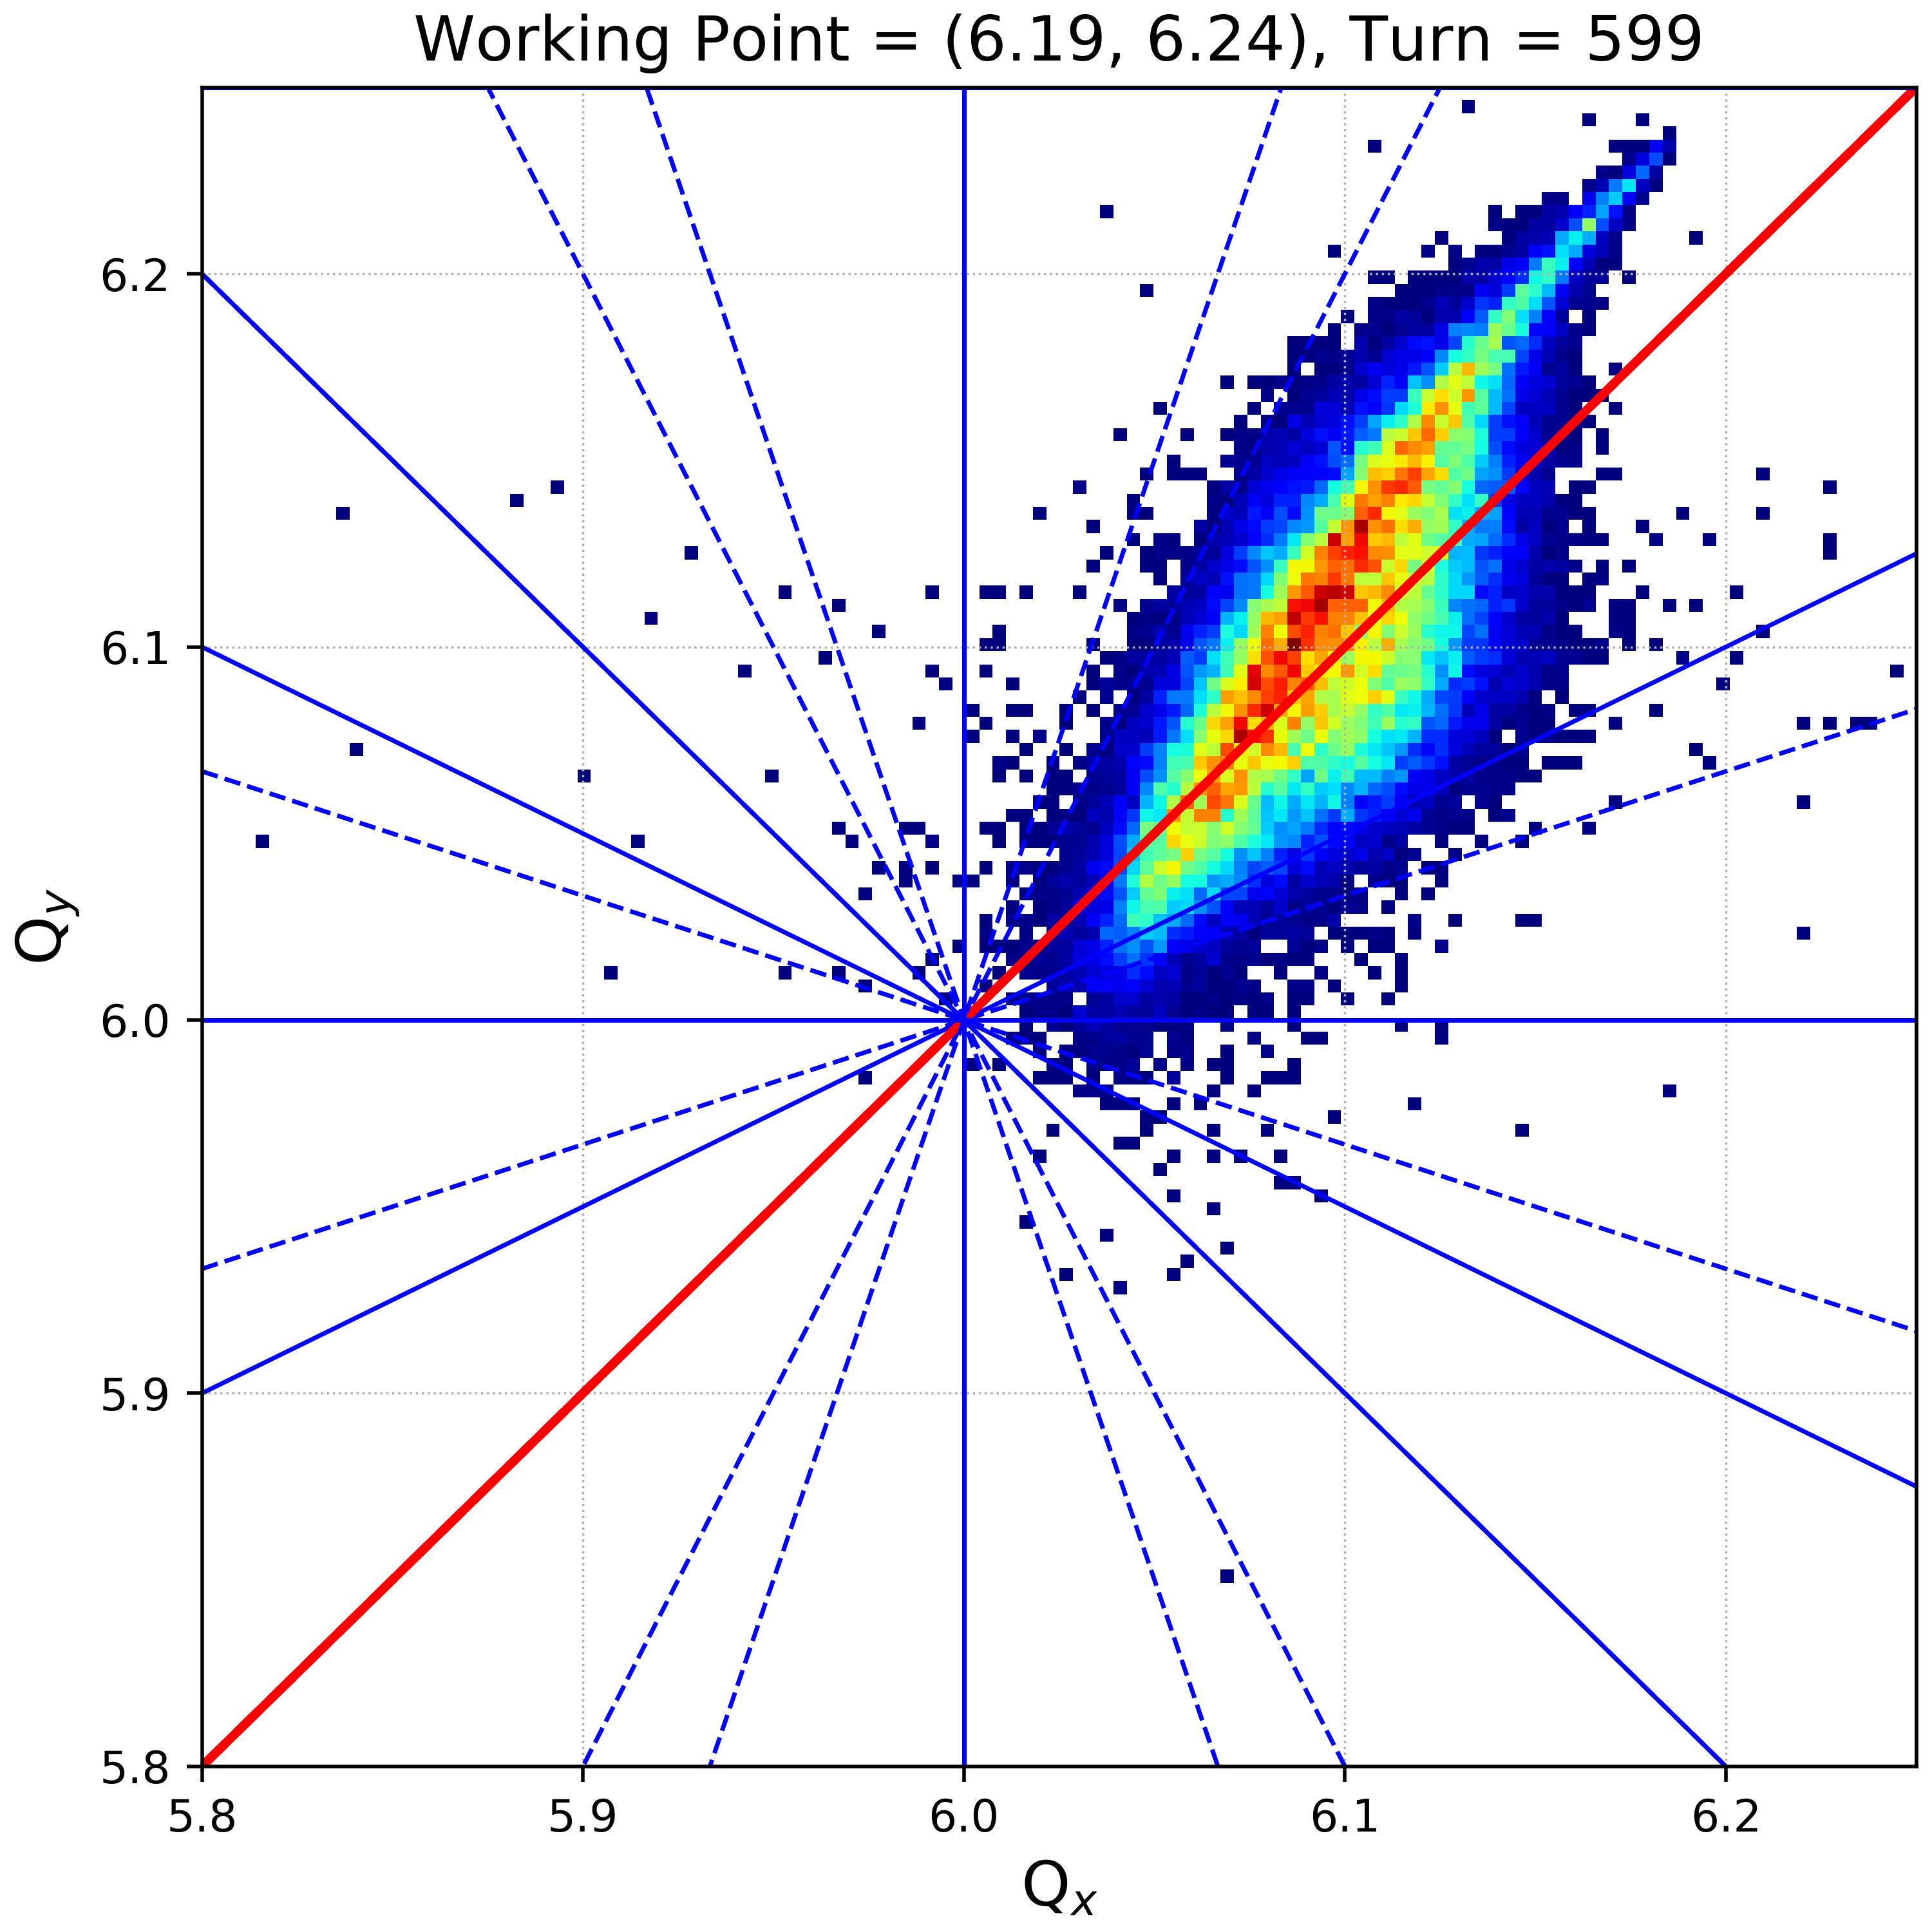 Working Point = (6.19, 6.24), Turn = 599
6.2
6.1
6.0
5.9
5.8
Qy
5.8 5.9 6.0 6.1 6.2
Qx